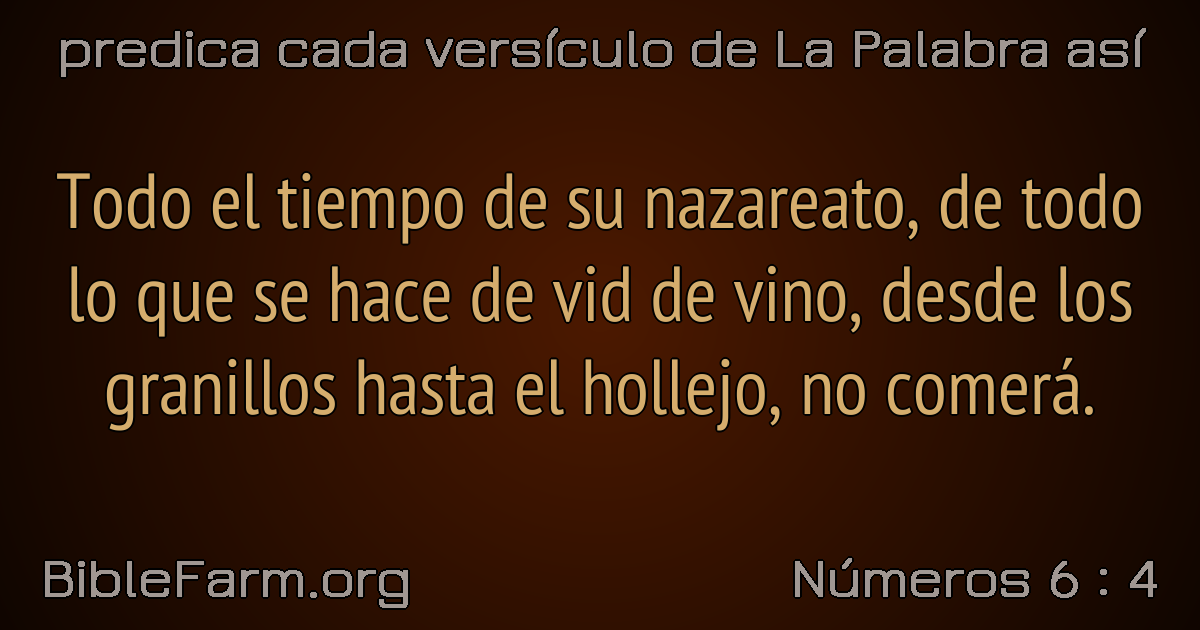 predica cada versículo de La Palabra así
Todo el tiempo de su nazareato, de todo
lo que se hace de vid de vino, desde los
granillos hasta el hollejo, no comerá.
BibleFarm.org
Números 6 : 4